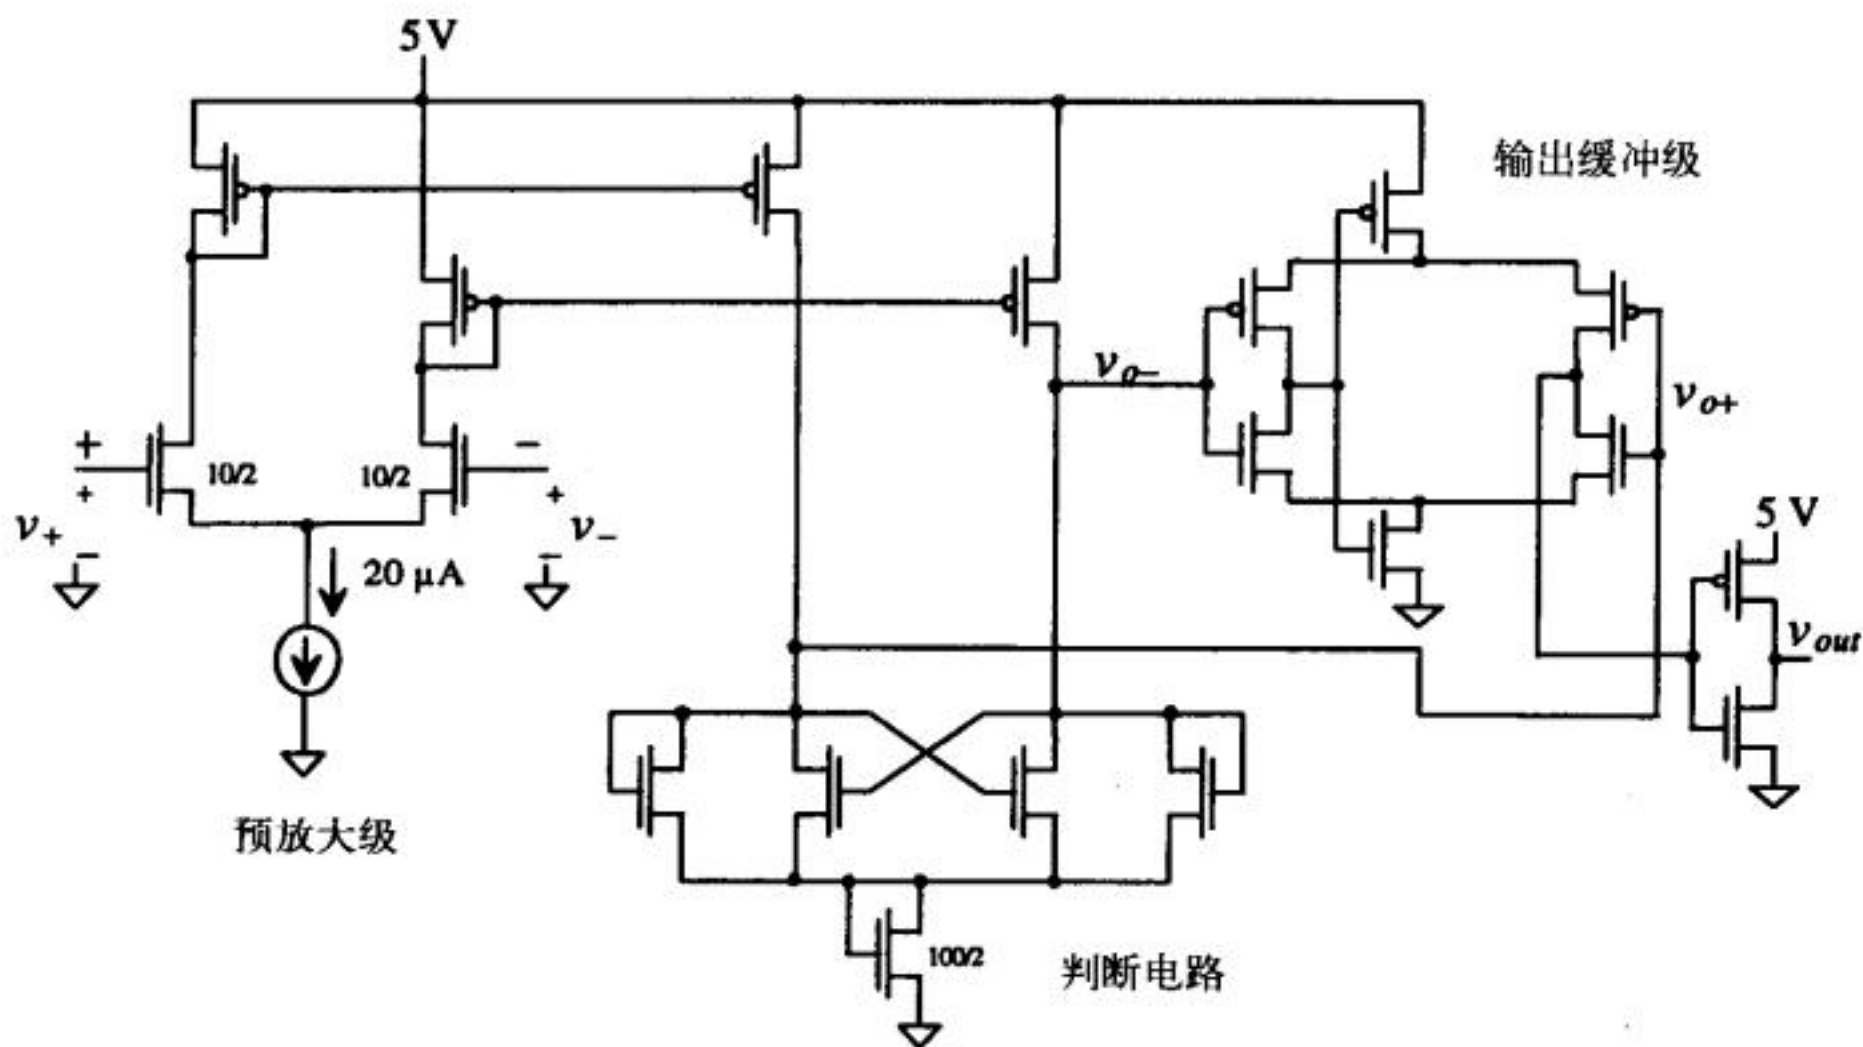 5 V
输出缓冲级
v_{o-}
v_{o+}
+
10/2
10/2
−
+
v_+
−
+
v_−
−
20 μA
5 V
v_{out}
预放大级
100/2
判断电路